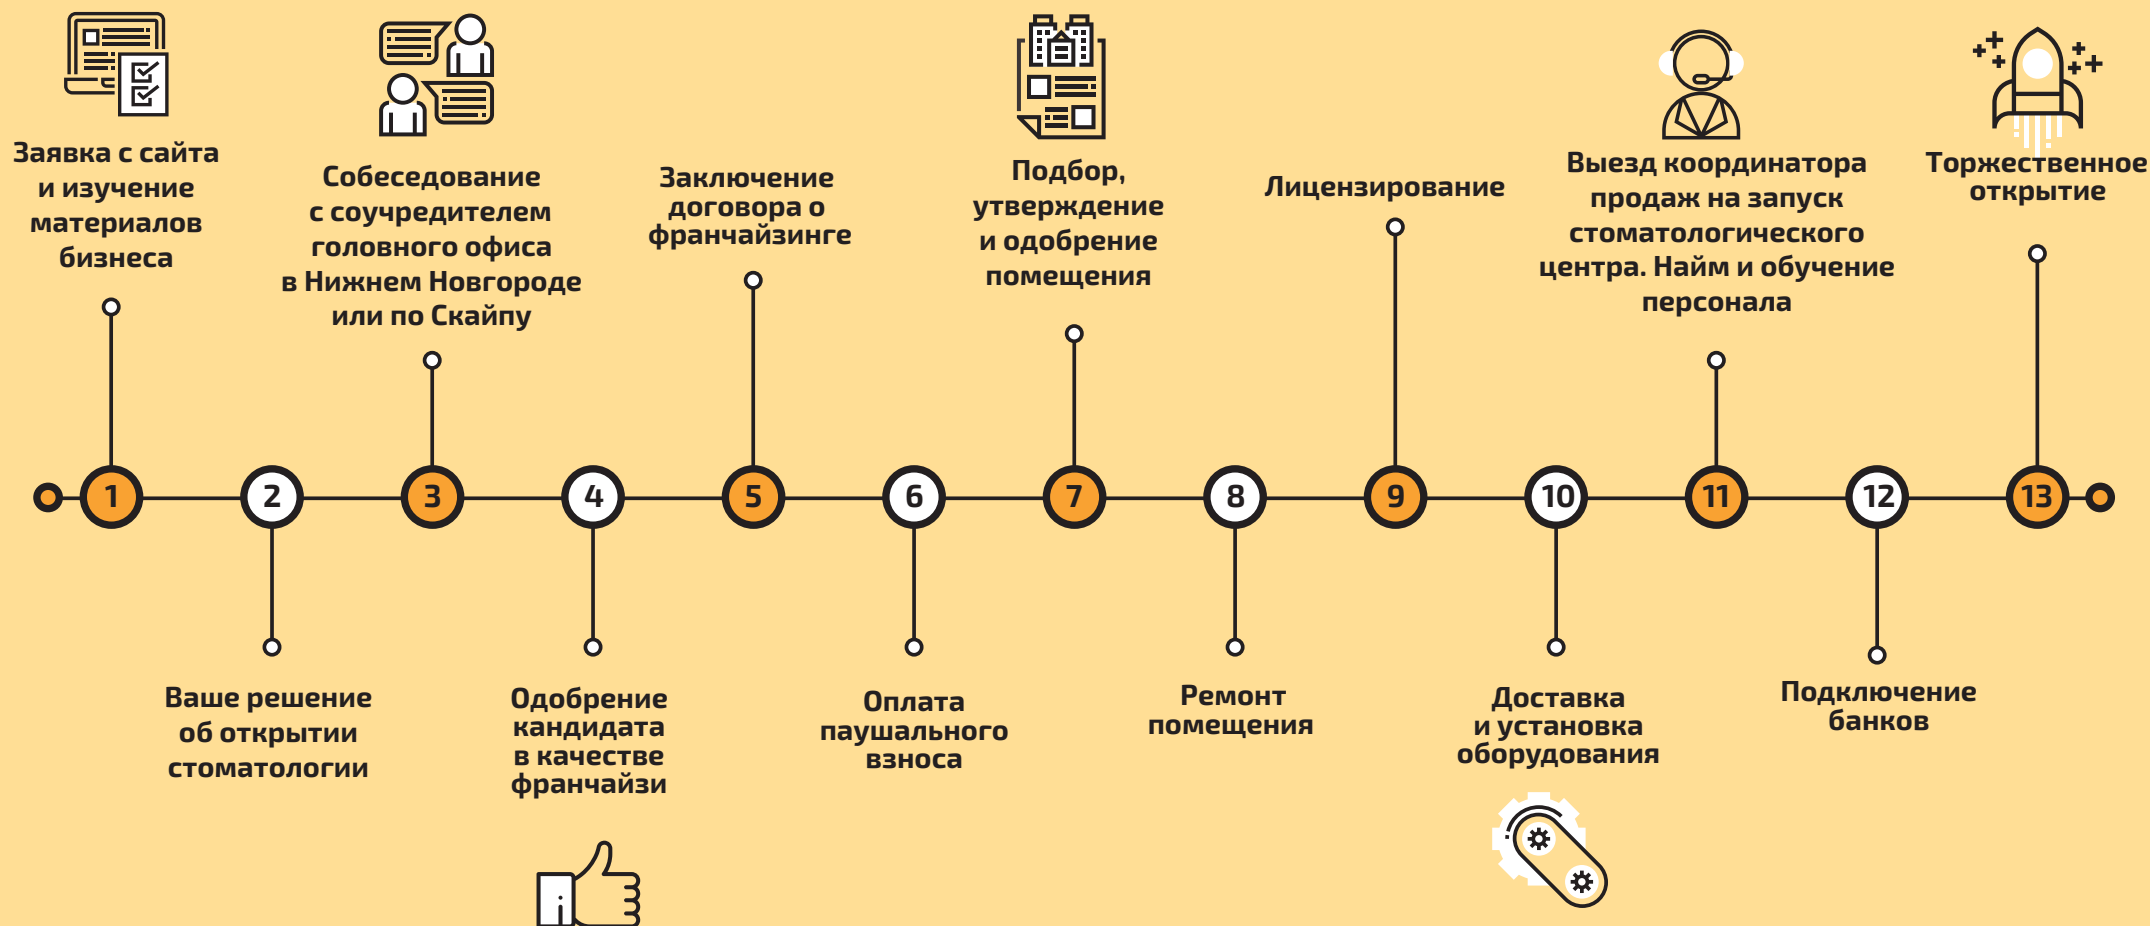 Заявка с сайта
и изучение
материалов
бизнеса
Собеседование
с соучредителем
головного офиса
в Нижнем Новгороде
или по Скайпу
Заключение
договора о
франчайзинге
Подбор,
утверждение
и одобрение
помещения
Лицензирование
Выезд координатора
продаж на запуск
стоматологического
центра. Найм и обучение
персонала
Торжественное
открытие
1
2
3
4
5
6
7
8
9
10
11
12
13
Ваше решение
об открытии
стоматологии
Одобрение
кандидата
в качестве
франчайзи
Оплата
паушального
взноса
Ремонт
помещения
Доставка
и установка
оборудования
Подключение
банков